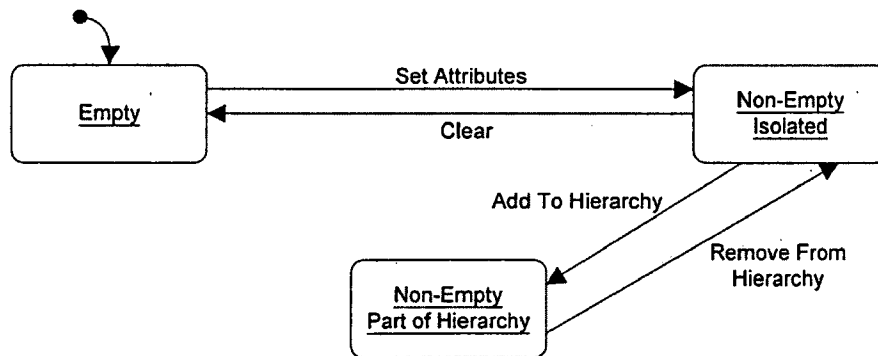 Set Attributes
Empty
Non-Empty
Isolated
Clear
Add To Hierarchy
Remove From
Hierarchy
Non-Empty
Part of Hierarchy